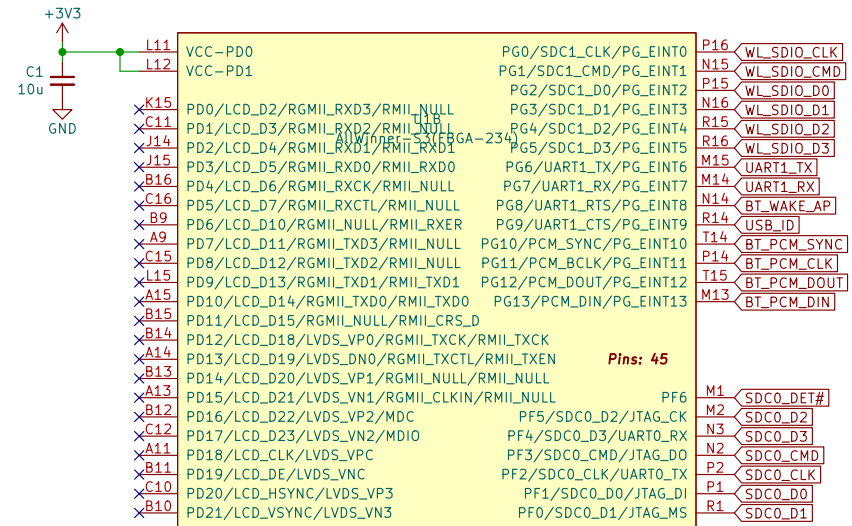 +3V3
C1
10u
GND
L11 VCC-PD0 PG0/SDC1_CLK/PG_EINT0 P16 WL_SDIO_CLK
L12 VCC-PD1 PG1/SDC1_CMD/PG_EINT1 N15 WL_SDIO_CMD
PG2/SDC1_D0/PG_EINT2 P15 WL_SDIO_D0
K15 PD0/LCD_D2/RGMII_RXD3/RMII_NULL PG3/SDC1_D1/PG_EINT3 N16 WL_SDIO_D1
U1B
C11 PD1/LCD_D3/RGMII_RXD2/RMII_NULL PG4/SDC1_D2/PG_EINT4 R15 WL_SDIO_D2
AllWinner-S3(FBGA-234)
J14 PD2/LCD_D4/RGMII_RXD1/RMII_RXD1 PG5/SDC1_D3/PG_EINT5 R16 WL_SDIO_D3
J15 PD3/LCD_D5/RGMII_RXD0/RMII_RXD0 PG6/UART1_TX/PG_EINT6 M15 UART1_TX
B16 PD4/LCD_D6/RGMII_RXCK/RMII_NULL PG7/UART1_RX/PG_EINT7 M14 UART1_RX
C16 PD5/LCD_D7/RGMII_RXCTL/RMII_NULL PG8/UART1_RTS/PG_EINT8 N14 BT_WAKE_AP
B9 PD6/LCD_D10/RGMII_NULL/RMII_RXER PG9/UART1_CTS/PG_EINT9 R14 USB_ID
A9 PD7/LCD_D11/RGMII_TXD3/RMII_NULL PG10/PCM_SYNC/PG_EINT10 T14 BT_PCM_SYNC
C15 PD8/LCD_D12/RGMII_TXD2/RMII_NULL PG11/PCM_BCLK/PG_EINT11 P14 BT_PCM_CLK
L15 PD9/LCD_D13/RGMII_TXD1/RMII_TXD1 PG12/PCM_DOUT/PG_EINT12 T15 BT_PCM_DOUT
A15 PD10/LCD_D14/RGMII_TXD0/RMII_TXD0 PG13/PCM_DIN/PG_EINT13 M13 BT_PCM_DIN
B15 PD11/LCD_D15/RGMII_NULL/RMII_CRS_D
B14 PD12/LCD_D18/LVDS_VP0/RGMII_TXCK/RMII_TXCK
A14 PD13/LCD_D19/LVDS_DN0/RGMII_TXCTL/RMII_TXEN Pins: 45
B13 PD14/LCD_D20/LVDS_VP1/RGMII_NULL/RMII_NULL
A13 PD15/LCD_D21/LVDS_VN1/RGMII_CLKIN/RMII_NULL PF6 M1 SDC0_DET#
B12 PD16/LCD_D22/LVDS_VP2/MDC PF5/SDC0_D2/JTAG_CK M2 SDC0_D2
C12 PD17/LCD_D23/LVDS_VN2/MDIO PF4/SDC0_D3/UART0_RX N3 SDC0_D3
A11 PD18/LCD_CLK/LVDS_VPC PF3/SDC0_CMD/JTAG_DO N2 SDC0_CMD
B11 PD19/LCD_DE/LVDS_VNC PF2/SDC0_CLK/UART0_TX P2 SDC0_CLK
C10 PD20/LCD_HSYNC/LVDS_VP3 PF1/SDC0_D0/JTAG_DI P1 SDC0_D0
B10 PD21/LCD_VSYNC/LVDS_VN3 PF0/SDC0_D1/JTAG_MS R1 SDC0_D1